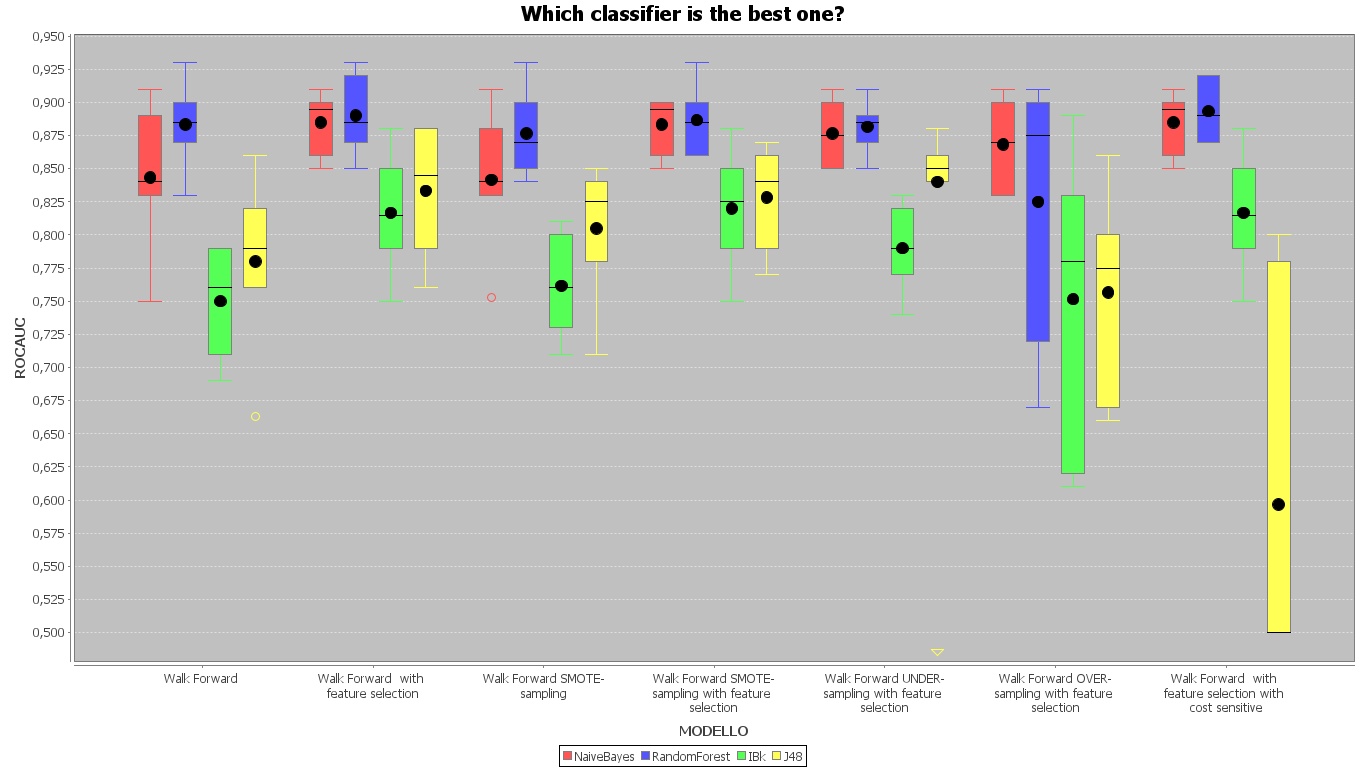 Which classifier is the best one?
0,950
0,925
0,900
0,875
0,850
0,825
0,800
0,775
0,750
0,725
0,700
0,675
0,650
0,625
0,600
0,575
0,550
0,525
0,500
ROCAUC
Walk Forward
Walk Forward with
feature selection
Walk Forward SMOTE-
sampling
Walk Forward SMOTE-
sampling with feature
selection
Walk Forward UNDER-
sampling with feature
selection
Walk Forward OVER-
sampling with feature
selection
Walk Forward with
feature selection with
cost sensitive
MODELLO
NaiveBayes RandomForest IBk J48